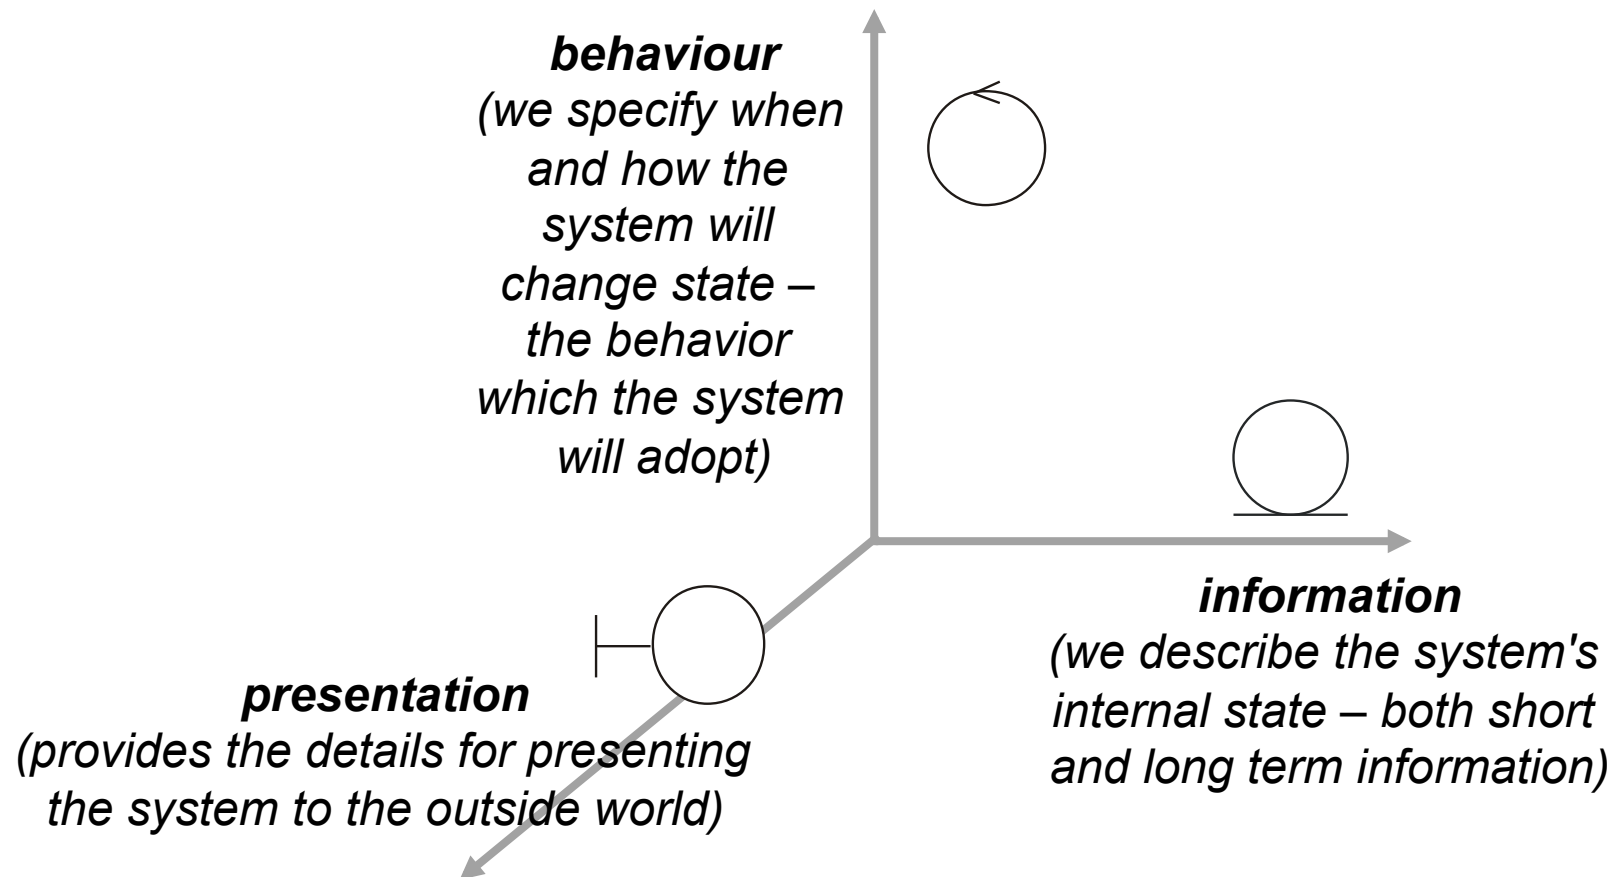 behaviour
(we specify when
and how the
system will
change state –
the behavior
which the system
will adopt)
information
(we describe the system's
internal state – both short
and long term information)
presentation
(provides the details for presenting
the system to the outside world)